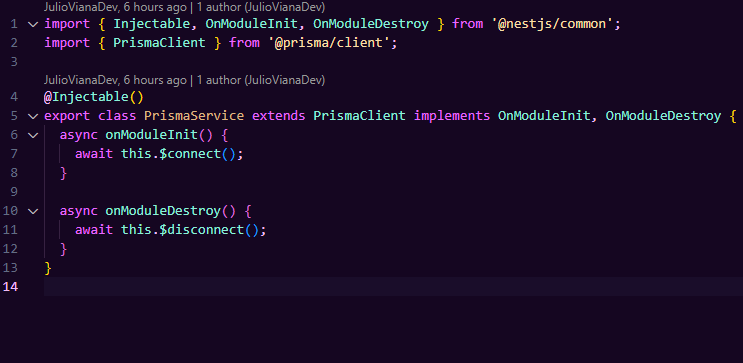 JulioVianaDev, 6 hours ago | 1 author (JulioVianaDev)
1 import { Injectable, OnModuleInit, OnModuleDestroy } from '@nestjs/common';
2 import { PrismaClient } from '@prisma/client';
3
JulioVianaDev, 6 hours ago | 1 author (JulioVianaDev)
4 @Injectable()
5 export class PrismaService extends PrismaClient implements OnModuleInit, OnModuleDestroy {
6   async onModuleInit() {
7     await this.$connect();
8   }
9
10   async onModuleDestroy() {
11     await this.$disconnect();
12   }
13 }
14